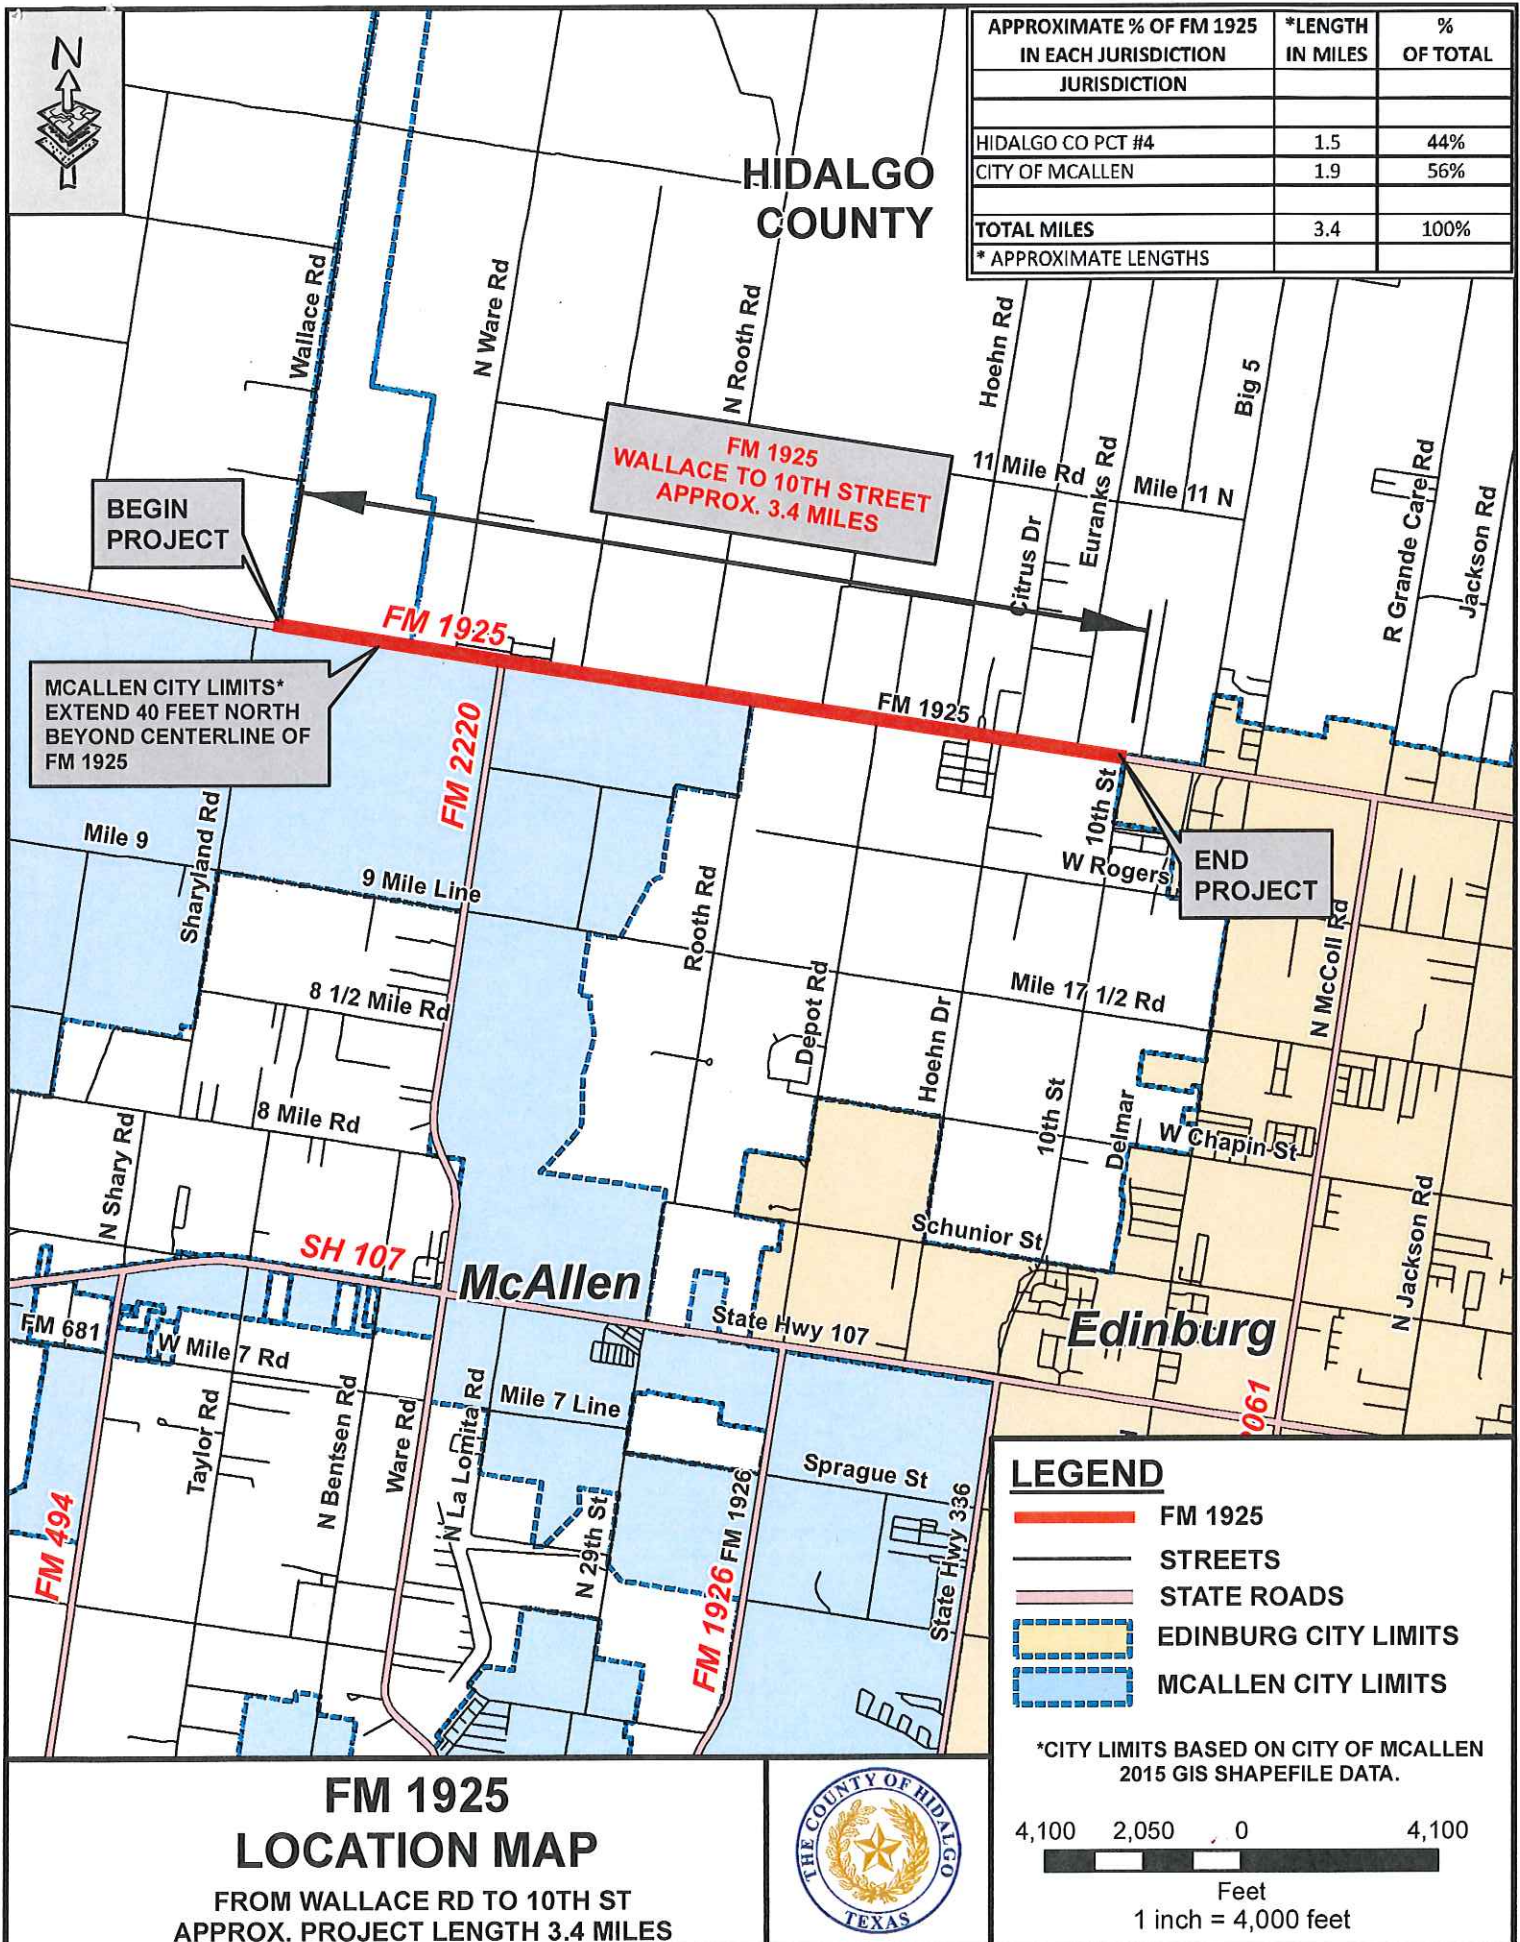 N
APPROXIMATE % OF FM 1925
IN EACH JURISDICTION
*LENGTH
IN MILES
%
OF TOTAL
JURISDICTION
HIDALGO CO PCT #4 1.5 44%
CITY OF MCALLEN 1.9 56%
TOTAL MILES 3.4 100%
* APPROXIMATE LENGTHS
HIDALGO
COUNTY
Wallace Rd
N Ware Rd
N Rooth Rd
Hoehn Rd
Big 5
FM 1925
WALLACE TO 10TH STREET
APPROX. 3.4 MILES
11 Mile Rd
Mile 11 N
Euranks Rd
Citrus Dr
R Grande Care Rd
Jackson Rd
BEGIN
PROJECT
FM 1925
MCALLEN CITY LIMITS*
EXTEND 40 FEET NORTH
BEYOND CENTERLINE OF
FM 1925
FM 2220
FM 1925
10th St
END
PROJECT
Mile 9
Sharyland Rd
9 Mile Line
W Rogers
Rooth Rd
N McColl Rd
8 1/2 Mile Rd
Depot Rd
Mile 17 1/2 Rd
Hoehn Dr
8 Mile Rd
10th St
Delmar
W Chapin St
N Shary Rd
Schunior St
N Jackson Rd
SH 107
McAllen
State Hwy 107
Edinburg
FM 681
W Mile 7 Rd
Taylor Rd
N Bentsen Rd
Ware Rd
N La Lomita Rd
Mile 7 Line
Sprague St
FM 494
N 29th St
FM 1926
FM 1926
State Hwy 336
LEGEND
FM 1925
STREETS
STATE ROADS
EDINBURG CITY LIMITS
MCALLEN CITY LIMITS
*CITY LIMITS BASED ON CITY OF MCALLEN
2015 GIS SHAPEFILE DATA.
4,100 2,050 0 4,100
Feet
1 inch = 4,000 feet
FM 1925
LOCATION MAP
FROM WALLACE RD TO 10TH ST
APPROX. PROJECT LENGTH 3.4 MILES
THE COUNTY OF HIDALGO
TEXAS